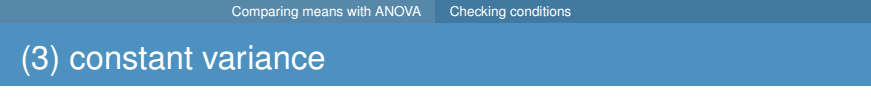 Comparing means with ANOVA Checking conditions
(3) constant variance